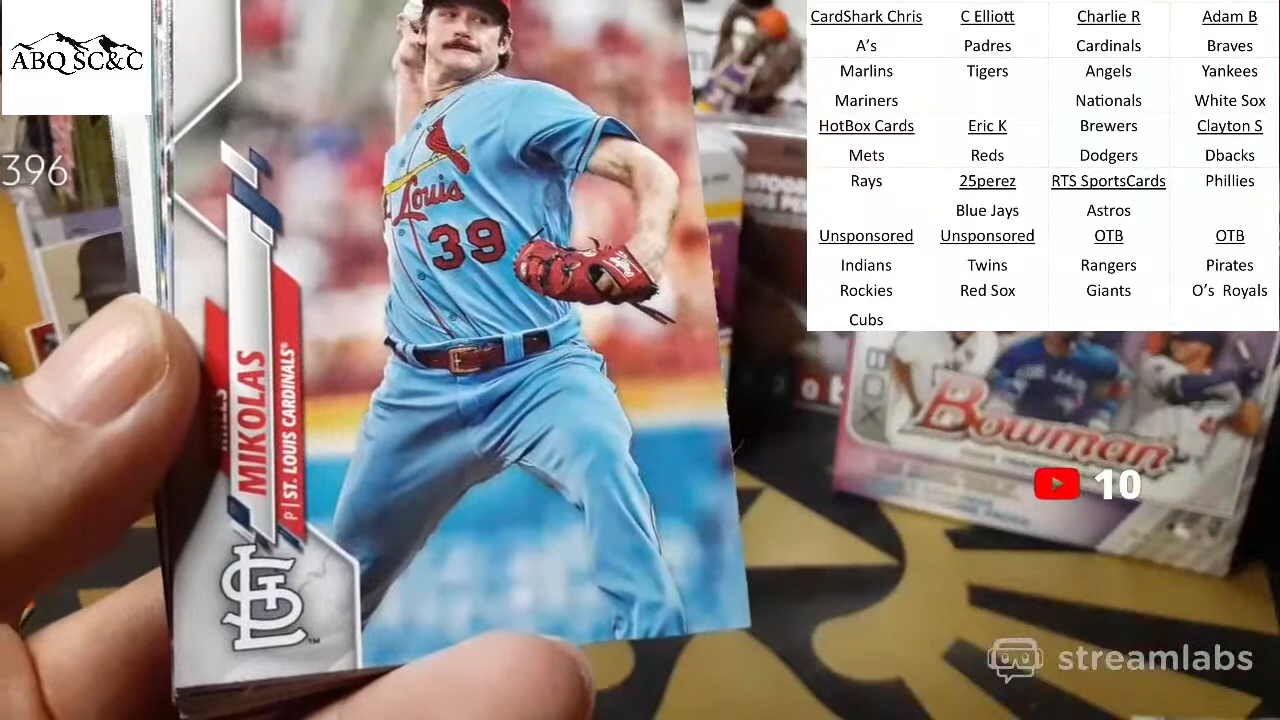 ABQ SC&C
396
CardShark Chris C Elliott Charlie R Adam B
A's Padres Cardinals Braves
Marlins Tigers Angels Yankees
Mariners Nationals White Sox
HotBox Cards Eric K Brewers Clayton S
Mets Reds Dodgers Dbacks
Rays 25perez RTS SportsCards Phillies
Blue Jays Astros
Unsponsored Unsponsored OTB OTB
Indians Twins Rangers Pirates
Rockies Red Sox Giants O's Royals
Cubs
Louis
39
MIKOLAS
P | ST. LOUIS CARDINALS®
STL
TM
BOX
Bowman
10
streamlabs